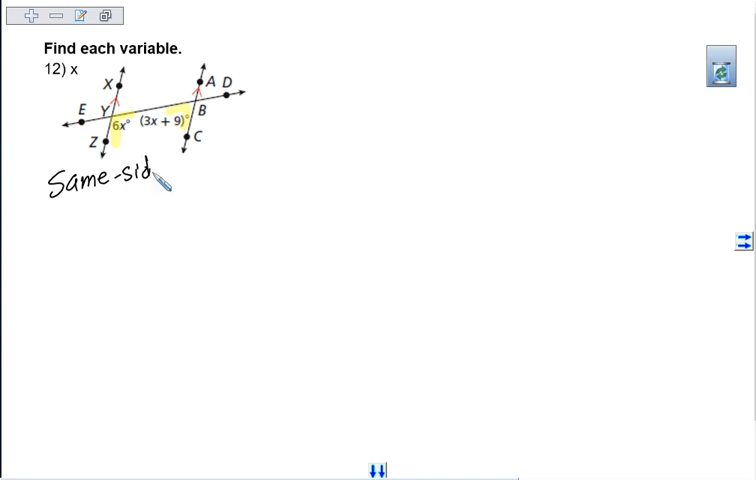 Find each variable.
12) x
X A D
E Y B
6x° (3x + 9)°
Z C
Same-sid